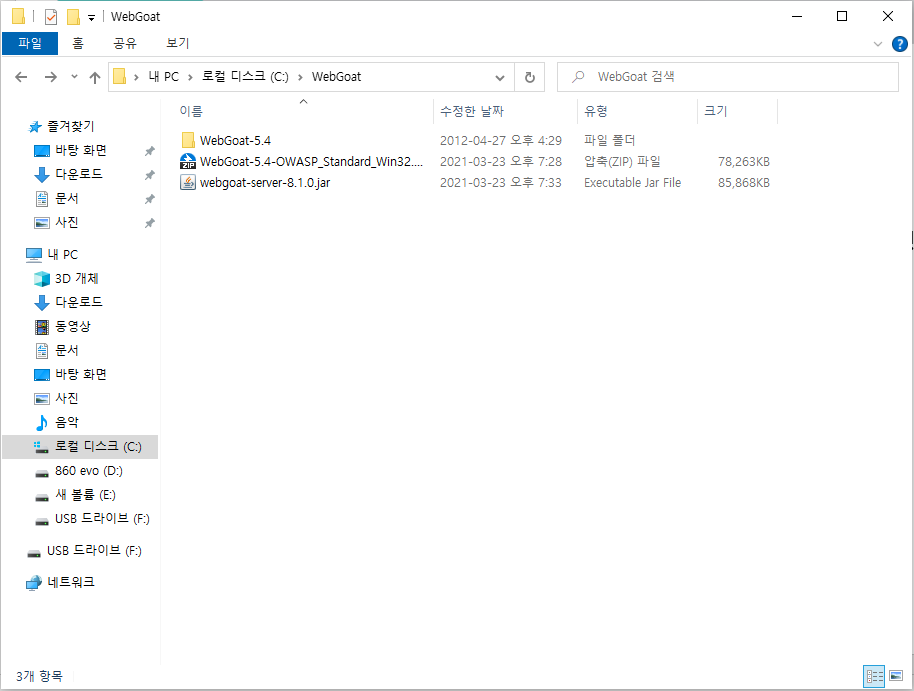 WebGoat
파일 홈 공유 보기
내 PC 로컬 디스크 (C:) WebGoat
WebGoat 검색
이름 수정한 날짜 유형 크기
WebGoat-5.4 2012-04-27 오후 4:29 파일 폴더
WebGoat-5.4-OWASP_Standard_Win32.... 2021-03-23 오후 7:28 압축(ZIP) 파일 78,263KB
webgoat-server-8.1.0.jar 2021-03-23 오후 7:33 Executable Jar File 85,868KB
즐겨찾기
바탕 화면
다운로드
문서
사진
내 PC
3D 개체
다운로드
동영상
문서
바탕 화면
사진
음악
로컬 디스크 (C:)
860 evo (D:)
새 볼륨 (E:)
USB 드라이브 (F:)
USB 드라이브 (F:)
네트워크
3개 항목